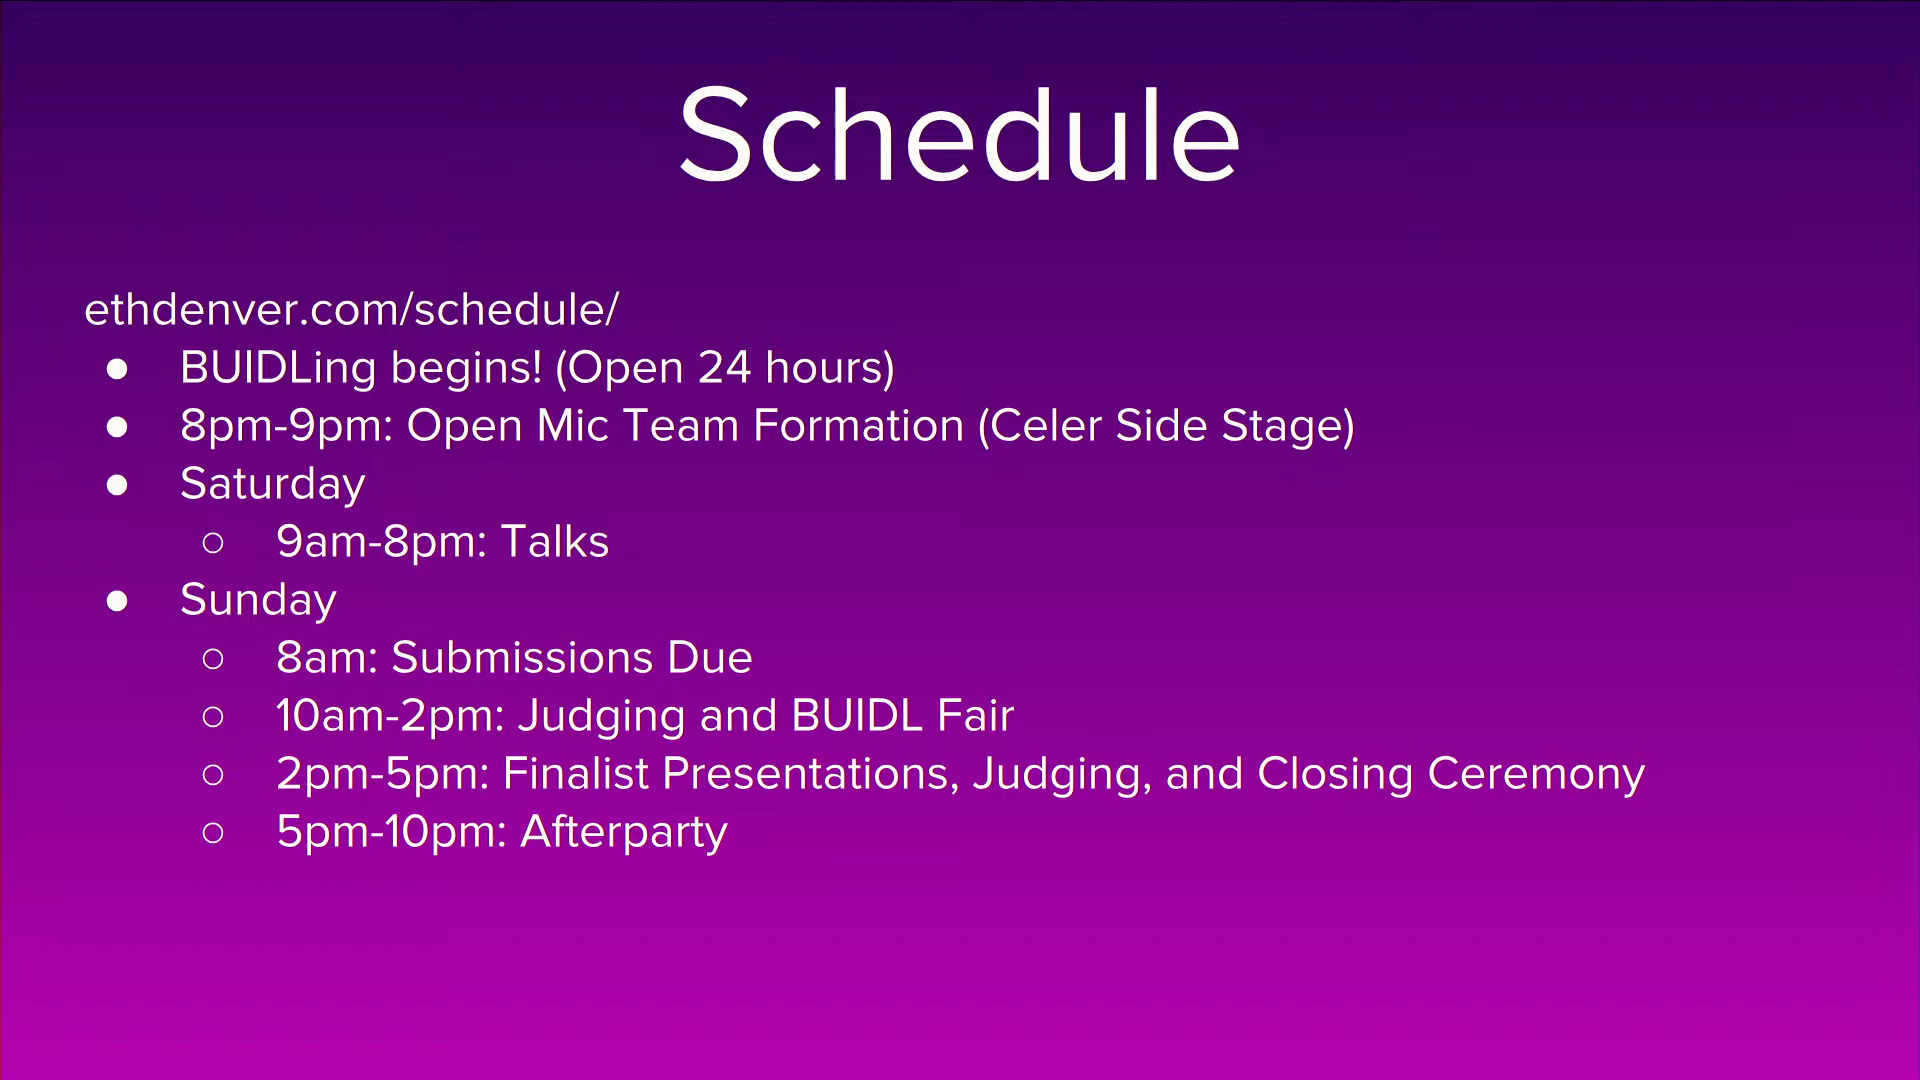 Schedule
ethdenver.com/schedule/
● BUIDLing begins! (Open 24 hours)
● 8pm-9pm: Open Mic Team Formation (Celer Side Stage)
● Saturday
○ 9am-8pm: Talks
● Sunday
○ 8am: Submissions Due
○ 10am-2pm: Judging and BUIDL Fair
○ 2pm-5pm: Finalist Presentations, Judging, and Closing Ceremony
○ 5pm-10pm: Afterparty